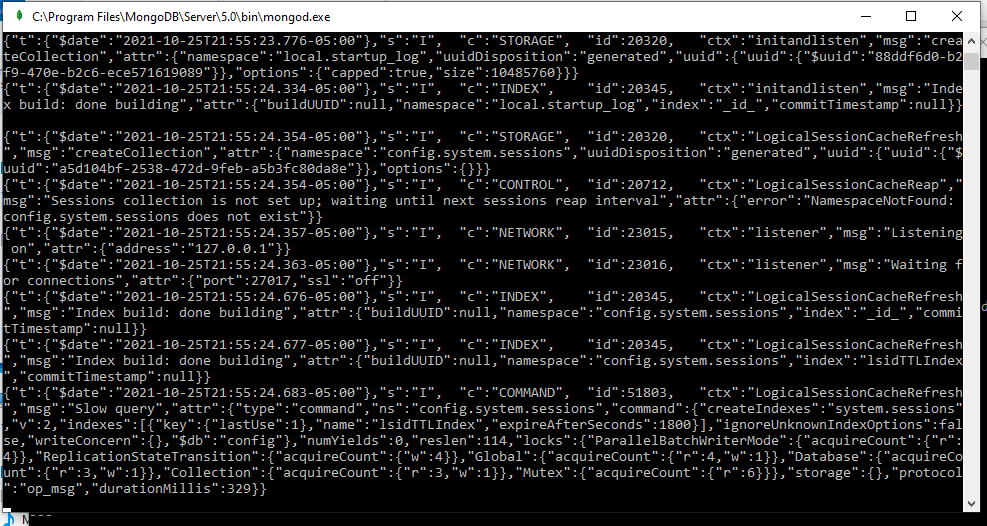 C:\Program Files\MongoDB\Server\5.0\bin\mongod.exe
{"t":{"$date":"2021-10-25T21:55:23.776-05:00"},"s":"I",  "c":"STORAGE",  "id":20320,   "ctx":"initandlisten","msg":"crea
teCollection","attr":{"namespace":"local.startup_log","uuidDisposition":"generated","uuid":{"uuid":{"$uuid":"88ddf6d0-b2
f9-470e-b2c6-ece571619089"}},"options":{"capped":true,"size":10485760}}}
{"t":{"$date":"2021-10-25T21:55:24.334-05:00"},"s":"I",  "c":"INDEX",    "id":20345,   "ctx":"initandlisten","msg":"Inde
x build: done building","attr":{"buildUUID":null,"namespace":"local.startup_log","index":"_id_","commitTimestamp":null}}
{"t":{"$date":"2021-10-25T21:55:24.354-05:00"},"s":"I",  "c":"STORAGE",  "id":20320,   "ctx":"LogicalSessionCacheRefresh
","msg":"createCollection","attr":{"namespace":"config.system.sessions","uuidDisposition":"generated","uuid":{"uuid":{"$
uuid":"a5d104bf-2538-472d-9feb-a5b3fc80da8e"}},"options":{}}}
{"t":{"$date":"2021-10-25T21:55:24.354-05:00"},"s":"I",  "c":"CONTROL",  "id":20712,   "ctx":"LogicalSessionCacheReap","
msg":"Sessions collection is not set up; waiting until next sessions reap interval","attr":{"error":"NamespaceNotFound:
config.system.sessions does not exist"}}
{"t":{"$date":"2021-10-25T21:55:24.357-05:00"},"s":"I",  "c":"NETWORK",  "id":23015,   "ctx":"listener","msg":"Listening
 on","attr":{"address":"127.0.0.1"}}
{"t":{"$date":"2021-10-25T21:55:24.363-05:00"},"s":"I",  "c":"NETWORK",  "id":23016,   "ctx":"listener","msg":"Waiting f
or connections","attr":{"port":27017,"ssl":"off"}}
{"t":{"$date":"2021-10-25T21:55:24.676-05:00"},"s":"I",  "c":"INDEX",    "id":20345,   "ctx":"LogicalSessionCacheRefresh
","msg":"Index build: done building","attr":{"buildUUID":null,"namespace":"config.system.sessions","index":"_id_","commi
tTimestamp":null}}
{"t":{"$date":"2021-10-25T21:55:24.677-05:00"},"s":"I",  "c":"INDEX",    "id":20345,   "ctx":"LogicalSessionCacheRefresh
","msg":"Index build: done building","attr":{"buildUUID":null,"namespace":"config.system.sessions","index":"lsidTTLIndex
","commitTimestamp":null}}
{"t":{"$date":"2021-10-25T21:55:24.683-05:00"},"s":"I",  "c":"COMMAND",  "id":51803,   "ctx":"LogicalSessionCacheRefresh
","msg":"Slow query","attr":{"type":"command","ns":"config.system.sessions","command":{"createIndexes":"system.sessions"
,"v":2,"indexes":[{"key":{"lastUse":1},"name":"lsidTTLIndex","expireAfterSeconds":1800}],"ignoreUnknownIndexOptions":fal
se,"writeConcern":{},"$db":"config"},"numYields":0,"reslen":114,"locks":{"ParallelBatchWriterMode":{"acquireCount":{"r":
4}},"ReplicationStateTransition":{"acquireCount":{"w":4}},"Global":{"acquireCount":{"r":4,"w":1}},"Database":{"acquireCo
unt":{"r":3,"w":1}},"Collection":{"acquireCount":{"r":3,"w":1}},"Mutex":{"acquireCount":{"r":6}}},"storage":{},"protocol
":"op_msg","durationMillis":329}}